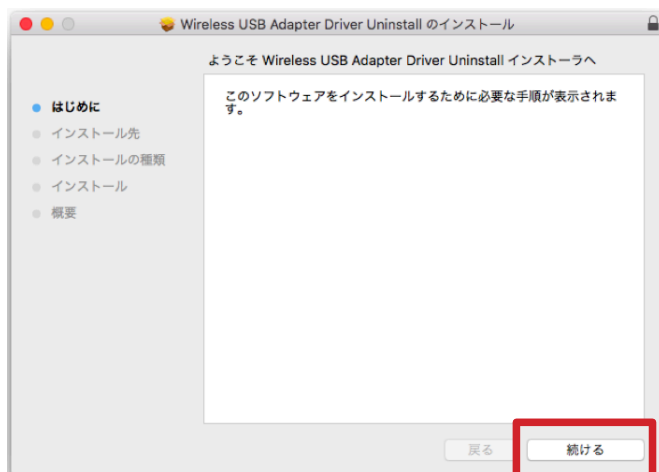 Wireless USB Adapter Driver Uninstall のインストール
ようこそ Wireless USB Adapter Driver Uninstall インストーラへ
はじめに
インストール先
インストールの種類
インストール
概要
このソフトウェアをインストールするために必要な手順が表示されま
す。
戻る
続ける